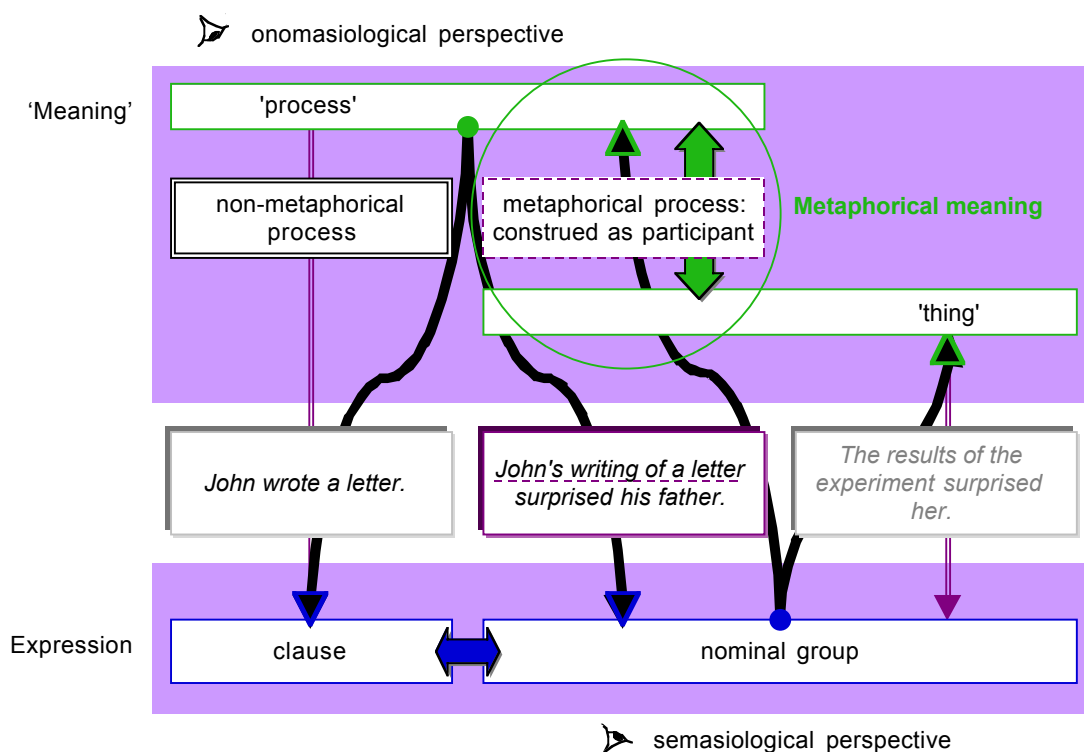 onomasiological perspective
‘Meaning’
'process'
non-metaphorical
process
metaphorical process:
construed as participant
Metaphorical meaning
'thing'
John wrote a letter.
John's writing of a letter
surprised his father.
The results of the
experiment surprised
her.
Expression
clause
nominal group
semasiological perspective